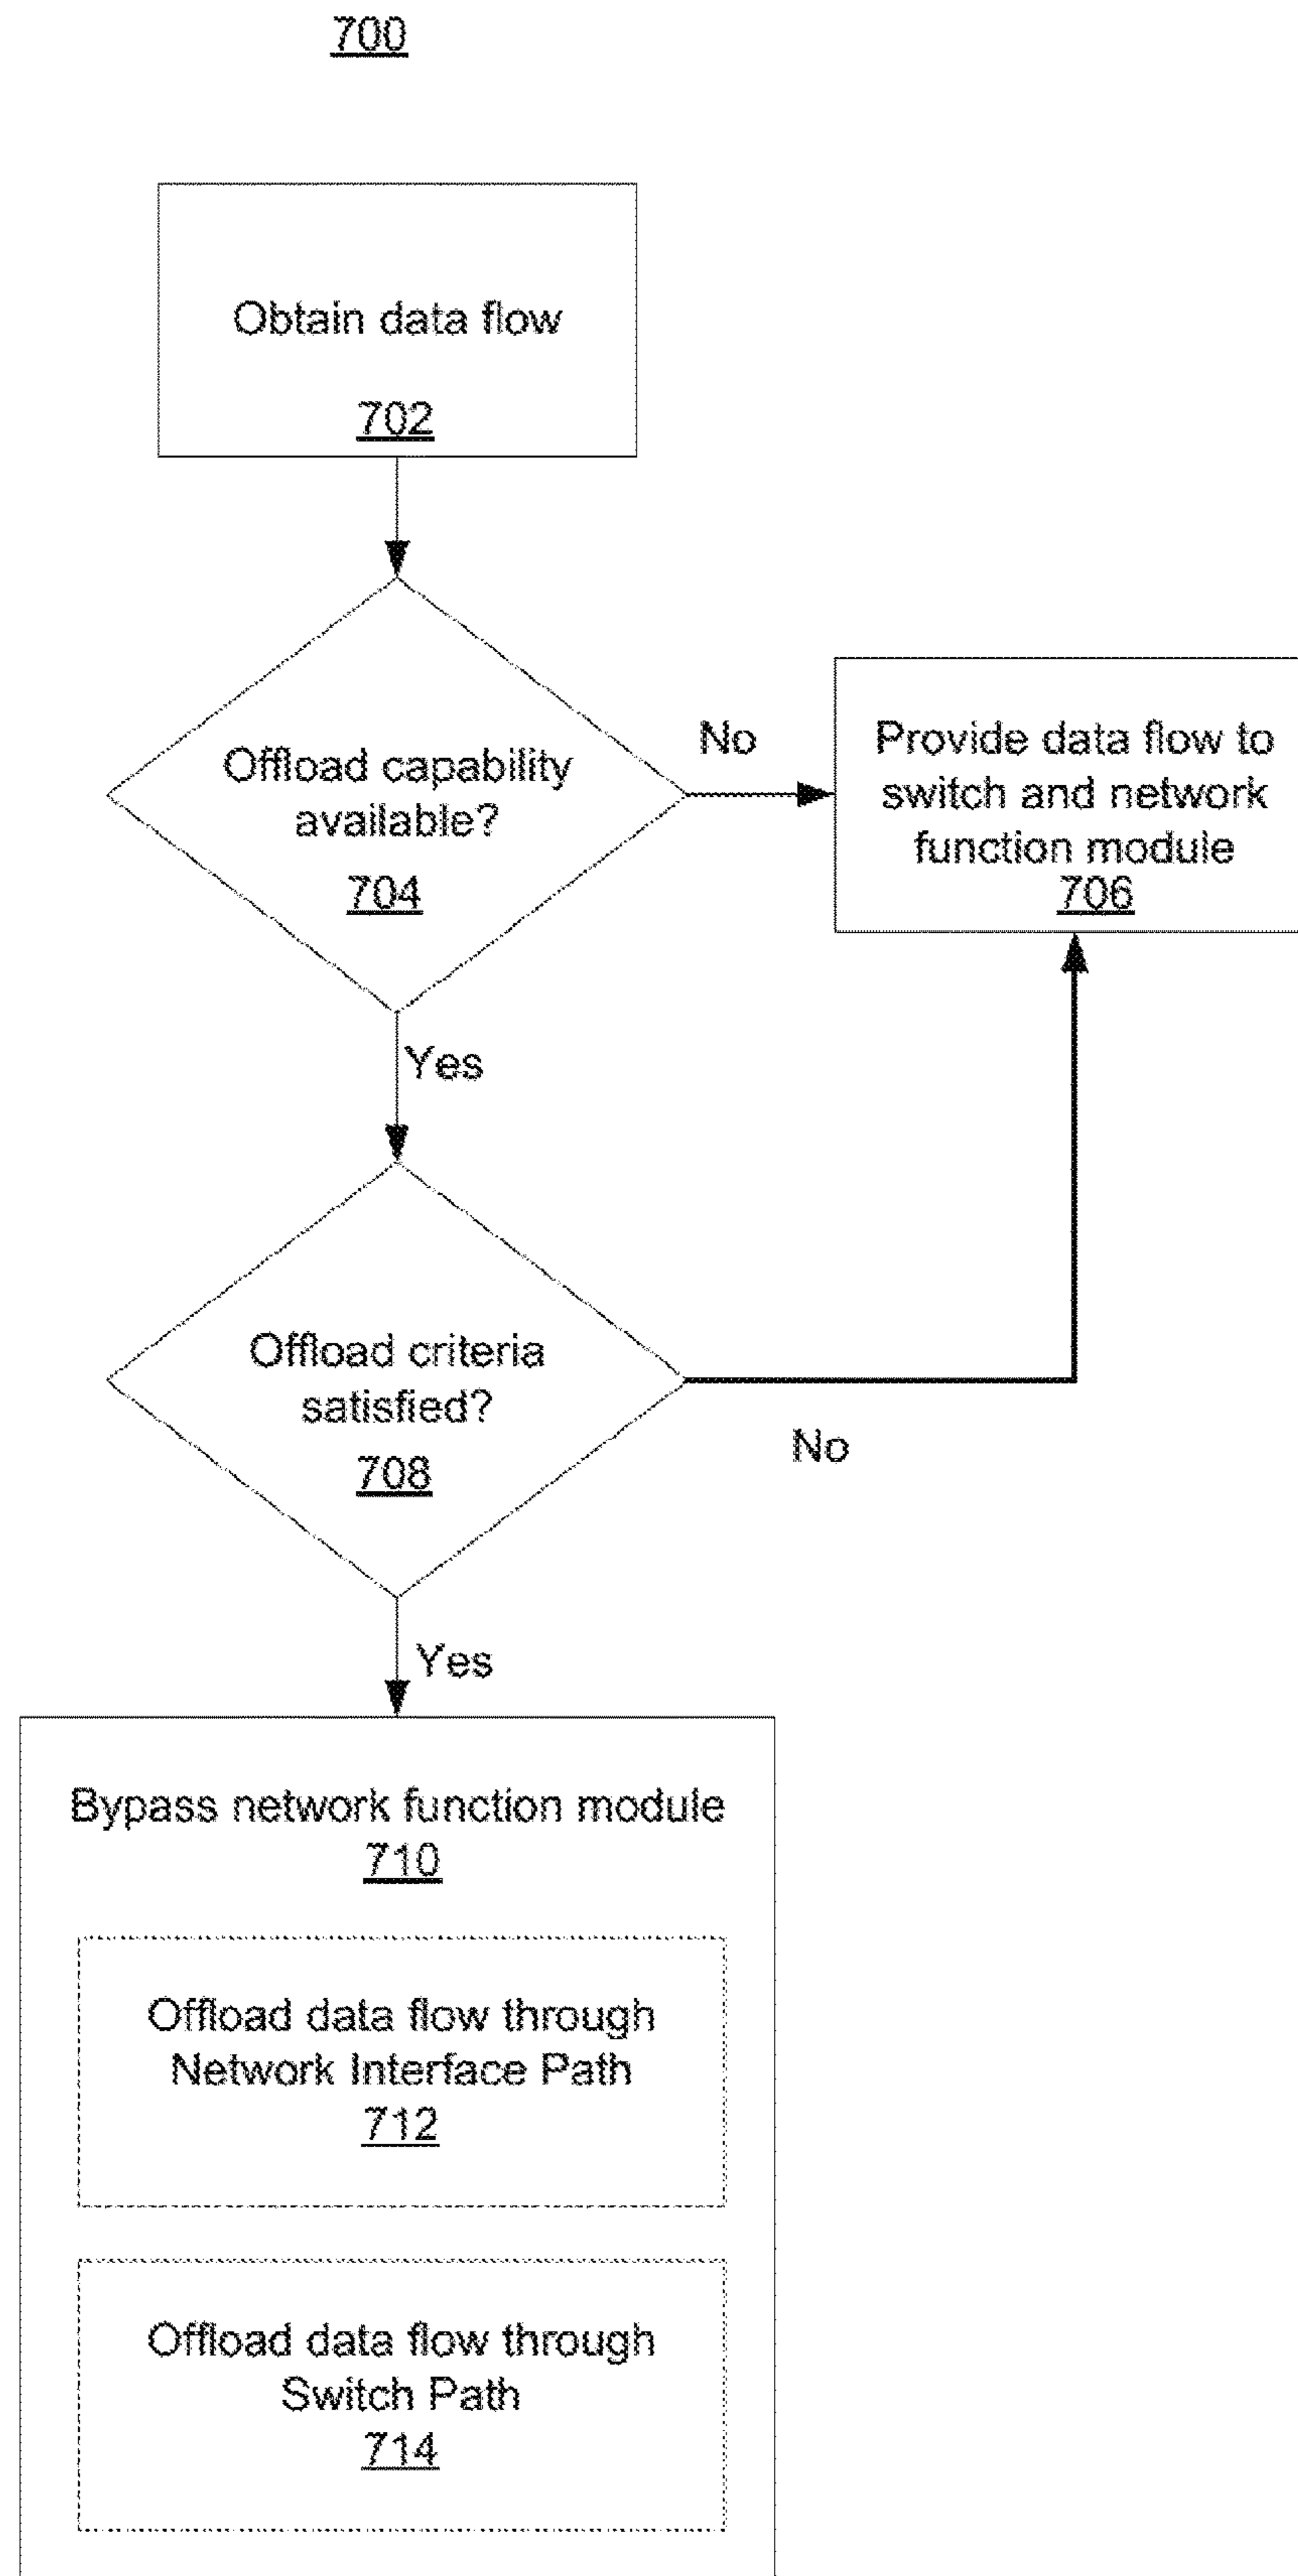 700
Obtain data flow
702
Offload capability
available?
704
No
Provide data flow to
switch and network
function module
706
Yes
Offload criteria
satisfied?
708
No
Yes
Bypass network function module
710
Offload data flow through
Network Interface Path
712
Offload data flow through
Switch Path
714